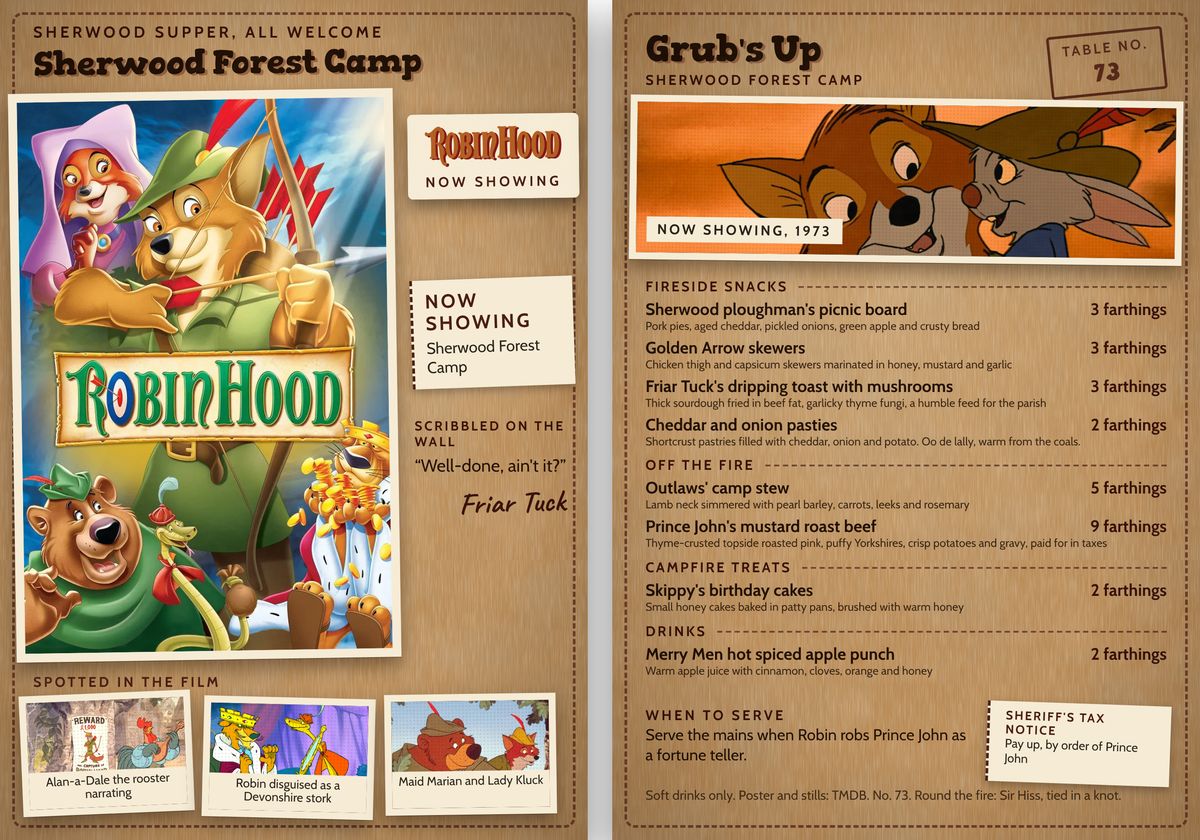 SHERWOOD SUPPER, ALL WELCOME
Sherwood Forest Camp
ROBIN HOOD
NOW SHOWING
NOW
SHOWING
Sherwood Forest
Camp
ROBIN HOOD
SCRIBBLED ON THE
WALL
“Well-done, ain't it?”
Friar Tuck
SPOTTED IN THE FILM
REWARD
Alan-a-Dale the rooster
narrating
Robin disguised as a
Devonshire stork
Maid Marian and Lady Kluck
Grub's Up
SHERWOOD FOREST CAMP
TABLE NO.
73
NOW SHOWING, 1973
FIRESIDE SNACKS
Sherwood ploughman's picnic board 3 farthings
Pork pies, aged cheddar, pickled onions, green apple and crusty bread
Golden Arrow skewers 3 farthings
Chicken thigh and capsicum skewers marinated in honey, mustard and garlic
Friar Tuck's dripping toast with mushrooms 3 farthings
Thick sourdough fried in beef fat, garlicky thyme fungi, a humble feed for the parish
Cheddar and onion pasties 2 farthings
Shortcrust pastries filled with cheddar, onion and potato. Oo de lally, warm from the coals.
OFF THE FIRE
Outlaws' camp stew 5 farthings
Lamb neck simmered with pearl barley, carrots, leeks and rosemary
Prince John's mustard roast beef 9 farthings
Thyme-crusted topside roasted pink, puffy Yorkshires, crisp potatoes and gravy, paid for in taxes
CAMPFIRE TREATS
Skippy's birthday cakes 2 farthings
Small honey cakes baked in patty pans, brushed with warm honey
DRINKS
Merry Men hot spiced apple punch 2 farthings
Warm apple juice with cinnamon, cloves, orange and honey
WHEN TO SERVE
Serve the mains when Robin robs Prince John as
a fortune teller.
SHERIFF'S TAX
NOTICE
Pay up, by order of Prince
John
Soft drinks only. Poster and stills: TMDB. No. 73. Round the fire: Sir Hiss, tied in a knot.